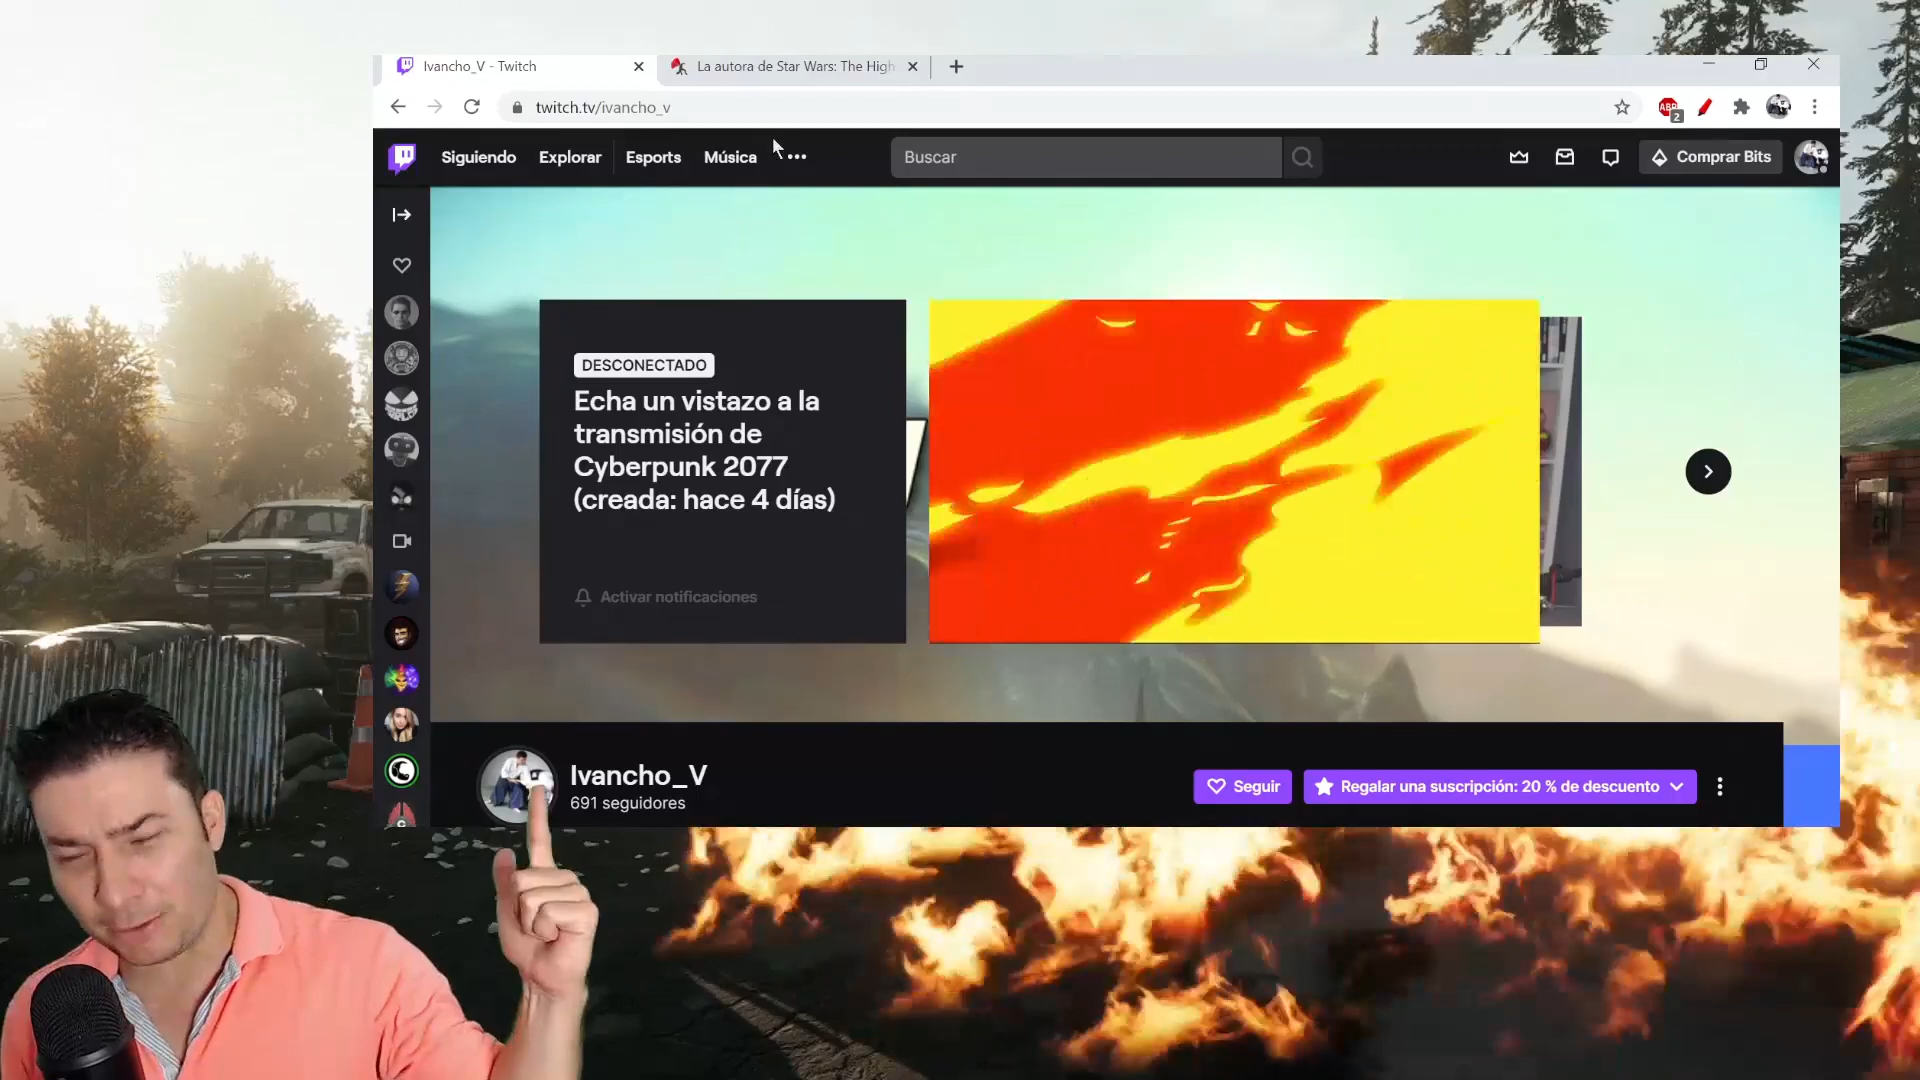 Ivancho_V - Twitch
La autora de Star Wars: The High
twitch.tv/ivancho_v
ABP
2
Siguiendo
Explorar
Esports
Música
Buscar
Comprar Bits
DESCONECTADO
Echa un vistazo a la
transmisión de
Cyberpunk 2077
(creada: hace 4 días)
Activar notificaciones
Ivancho_V
691 seguidores
Seguir
Regalar una suscripción: 20 % de descuento